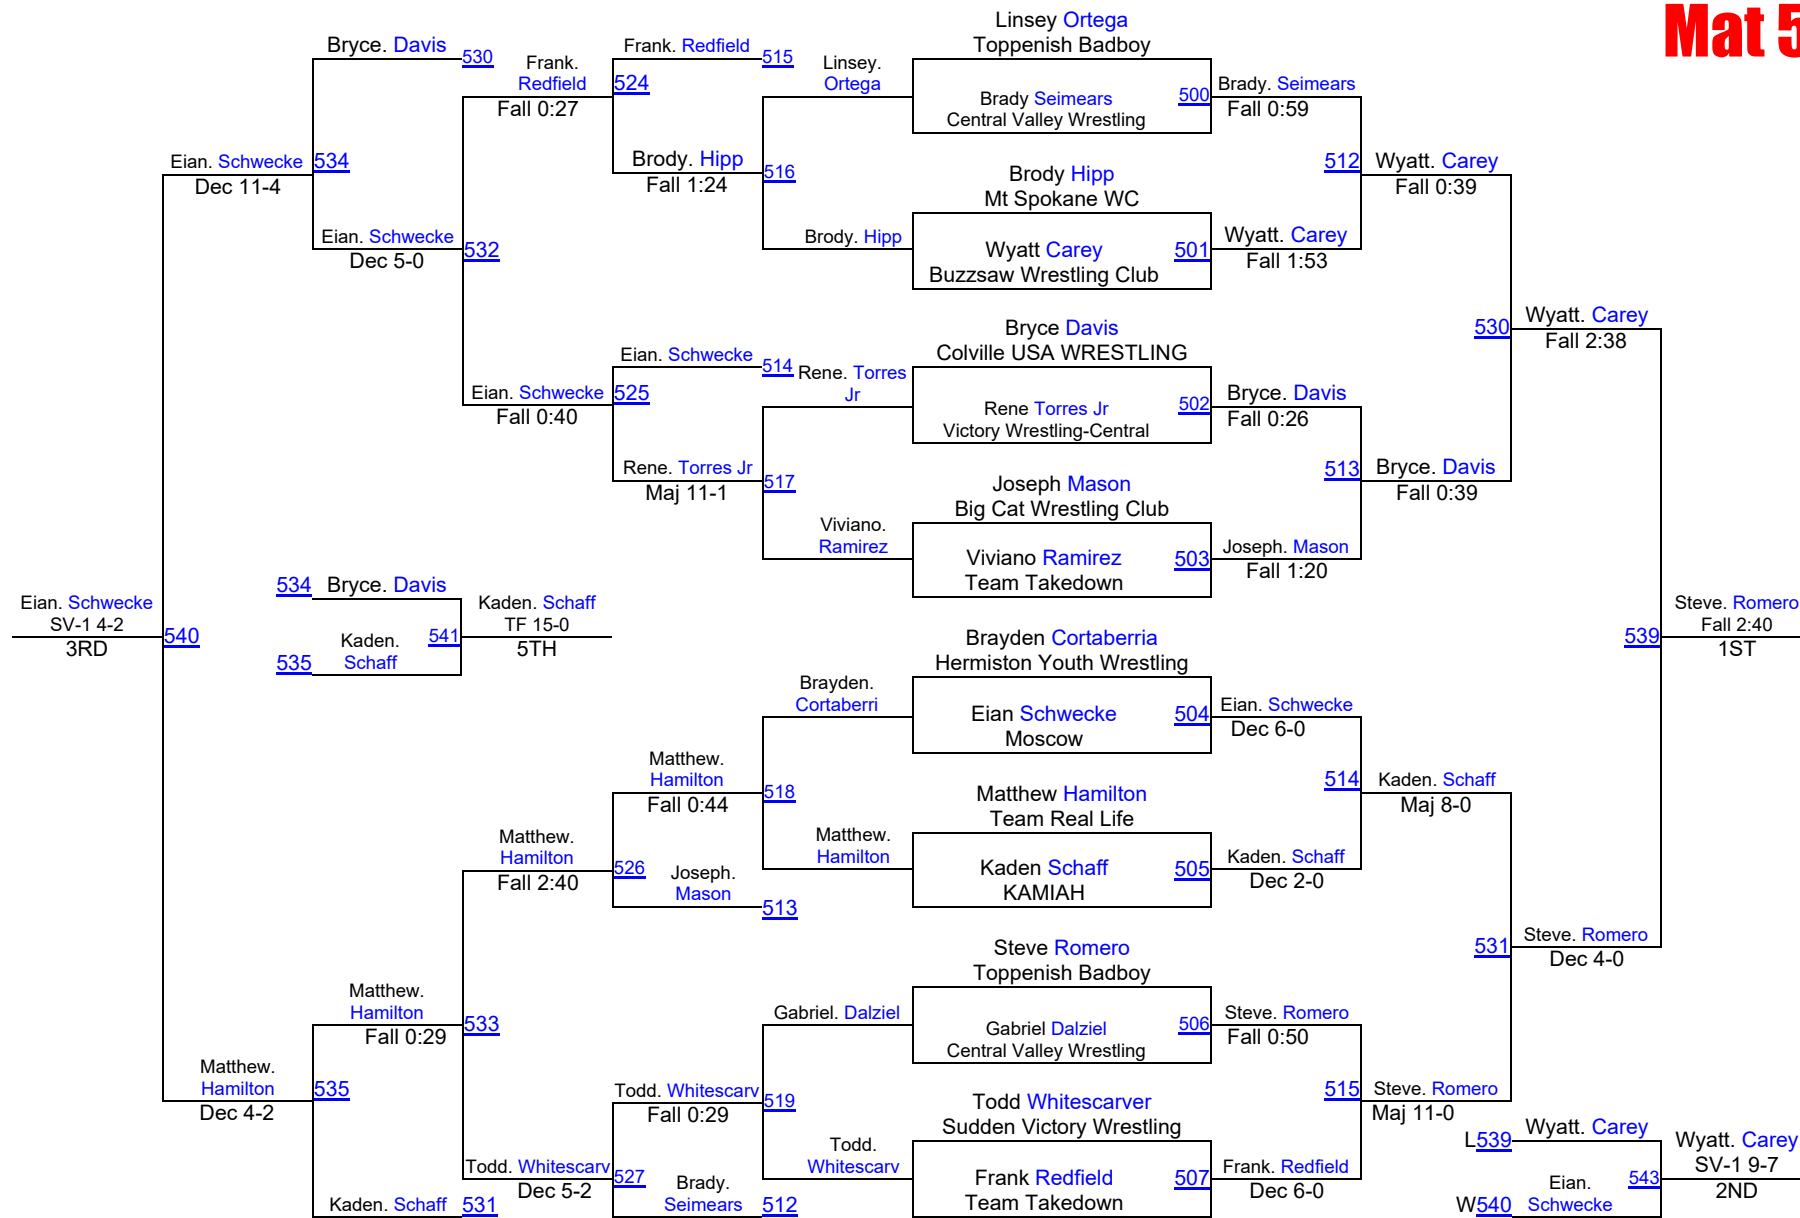 Mat 5
Linsey Ortega
Toppenish Badboy
Brady Seimears
Central Valley Wrestling
500
Brody Hipp
Mt Spokane WC
Wyatt Carey
Buzzsaw Wrestling Club
501
Bryce Davis
Colville USA WRESTLING
Rene Torres Jr
Victory Wrestling-Central
502
Joseph Mason
Big Cat Wrestling Club
Viviano Ramirez
Team Takedown
503
Brayden Cortaberria
Hermiston Youth Wrestling
Eian Schwecke
Moscow
504
Matthew Hamilton
Team Real Life
Kaden Schaff
KAMIAH
505
Steve Romero
Toppenish Badboy
Gabriel Dalziel
Central Valley Wrestling
506
Todd Whitescarver
Sudden Victory Wrestling
Frank Redfield
Team Takedown
507
Brady. Seimears
Fall 0:59
512
Wyatt. Carey
Fall 1:53
Bryce. Davis
Fall 0:26
513
Joseph. Mason
Fall 1:20
Eian. Schwecke
Dec 6-0
514
Kaden. Schaff
Dec 2-0
Steve. Romero
Fall 0:50
515
Frank. Redfield
Dec 6-0
Wyatt. Carey
Fall 0:39
530
Bryce. Davis
Fall 0:39
Kaden. Schaff
Maj 8-0
531
Steve. Romero
Maj 11-0
Wyatt. Carey
Fall 2:38
539
Steve. Romero
Dec 4-0
Steve. Romero
Fall 2:40
1ST
L539
Wyatt. Carey
W540
Eian.
Schwecke
543
Wyatt. Carey
SV-1 9-7
2ND
Linsey.
Ortega
516
Brody. Hipp
Rene. Torres
Jr
517
Viviano.
Ramirez
Brayden.
Cortaberri
518
Matthew.
Hamilton
Gabriel. Dalziel
519
Todd.
Whitescarv
Frank. Redfield
515
524
Brody. Hipp
Fall 1:24
Eian. Schwecke
514
525
Rene. Torres Jr
Maj 11-1
Matthew.
Hamilton
Fall 0:44
526
Joseph.
Mason
513
Todd. Whitescarv
Fall 0:29
527
Brady.
Seimears
512
Frank.
Redfield
Fall 0:27
532
Eian. Schwecke
Fall 0:40
Matthew.
Hamilton
Fall 2:40
533
Todd. Whitescarv
Dec 5-2
Bryce. Davis
530
534
Eian. Schwecke
Dec 5-0
Matthew.
Hamilton
Fall 0:29
535
Kaden. Schaff
531
Eian. Schwecke
Dec 11-4
540
Matthew.
Hamilton
Dec 4-2
Eian. Schwecke
SV-1 4-2
3RD
534
Bryce. Davis
535
Kaden.
Schaff
541
Kaden. Schaff
TF 15-0
5TH